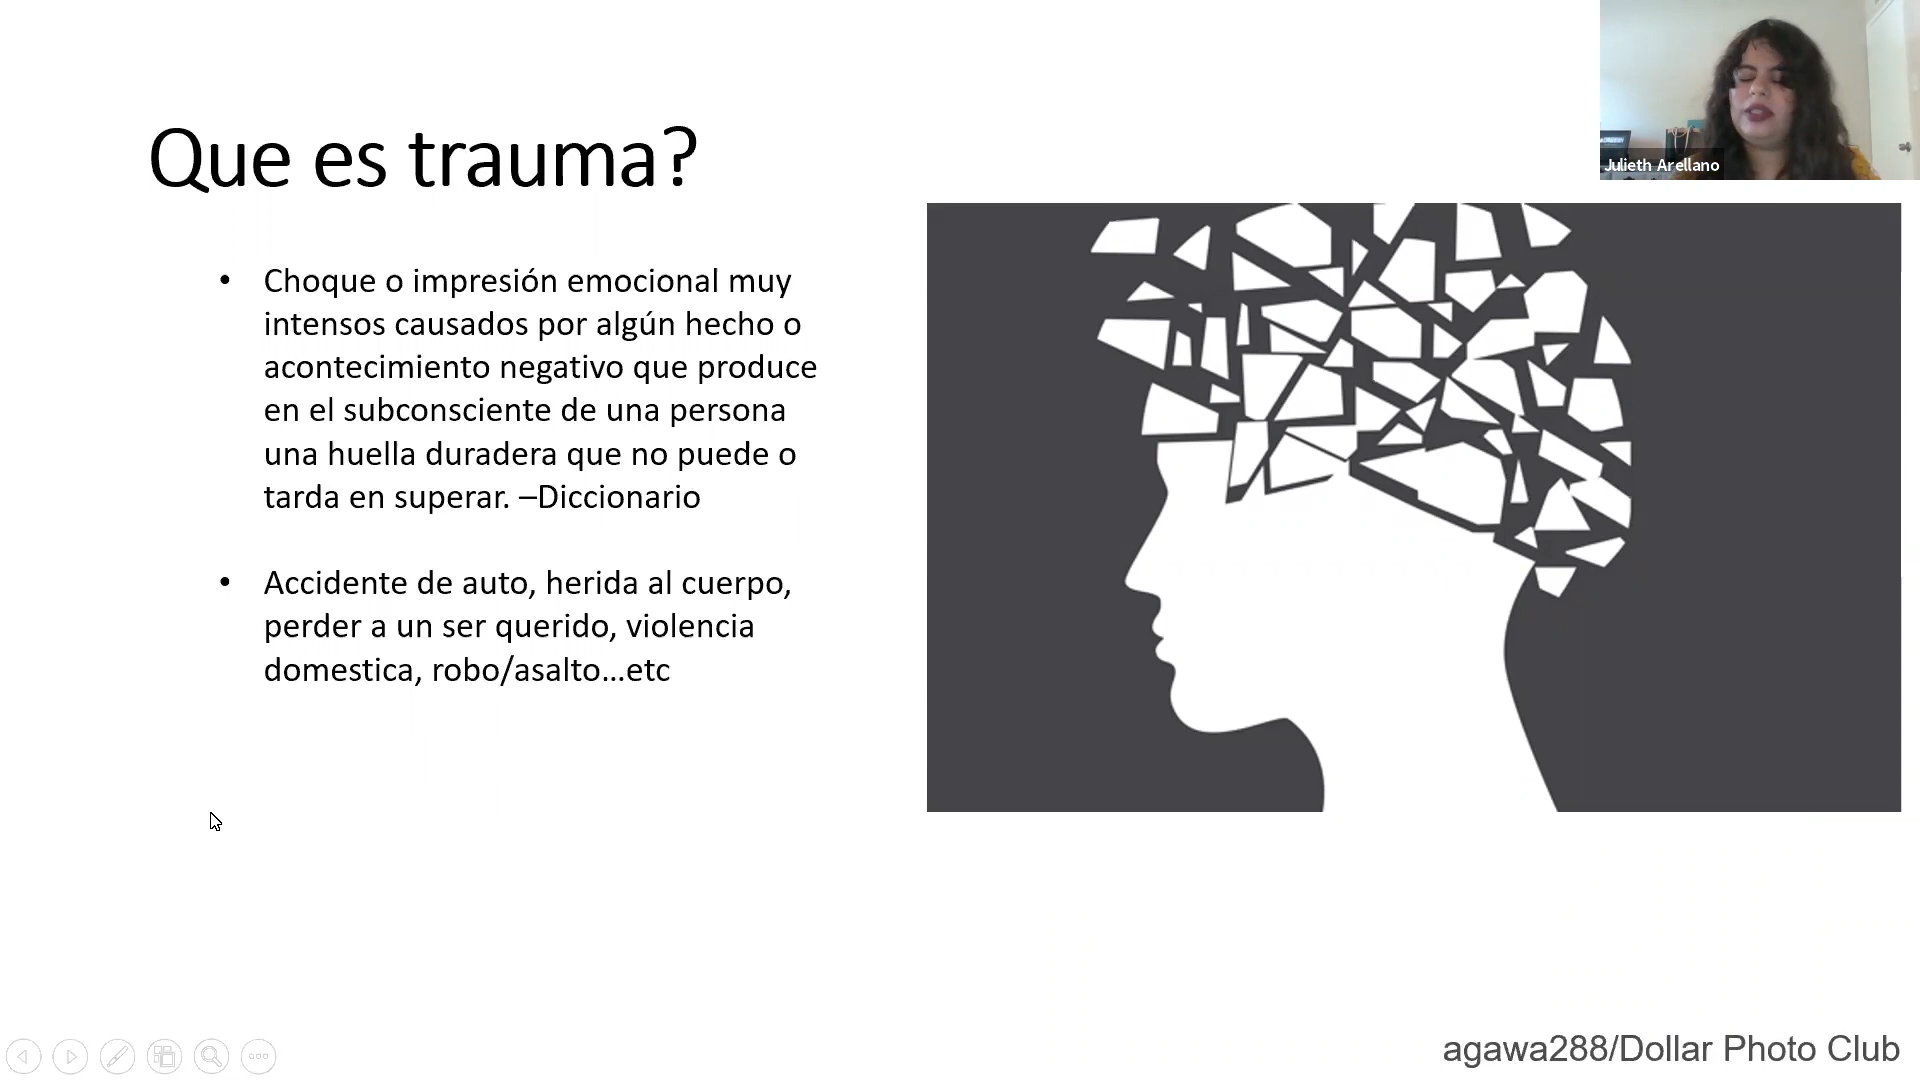 Que es trauma?
Julieth Arellano
• Choque o impresión emocional muy
intensos causados por algún hecho o
acontecimiento negativo que produce
en el subconsciente de una persona
una huella duradera que no puede o
tarda en superar. –Diccionario
• Accidente de auto, herida al cuerpo,
perder a un ser querido, violencia
domestica, robo/asalto...etc
agawa288/Dollar Photo Club